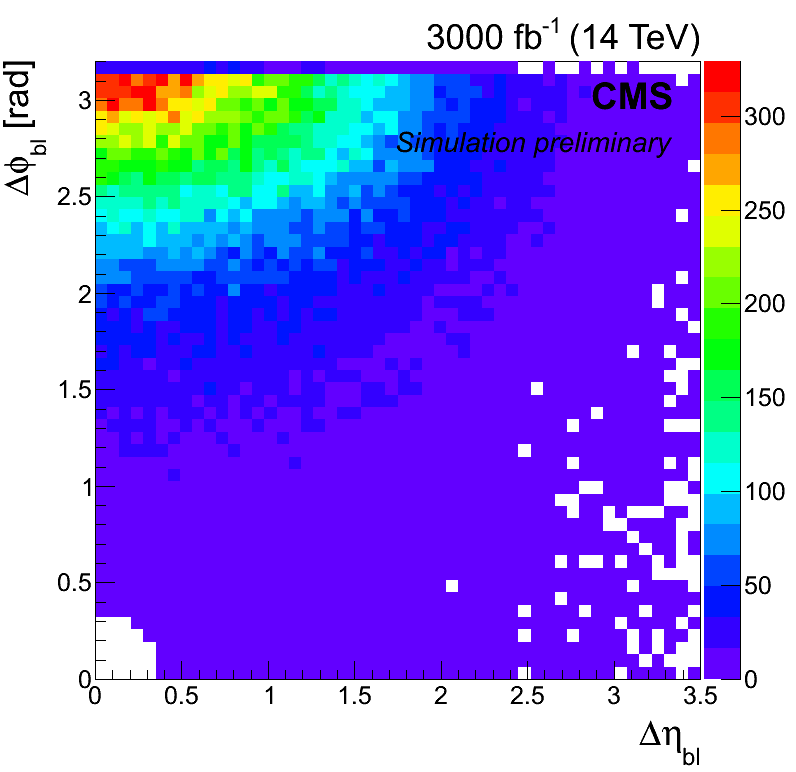 3000 fb⁻¹ (14 TeV)
CMS
Simulation preliminary
Δϕ_bl [rad]
3
2.5
2
1.5
1
0.5
0
0 0.5 1 1.5 2 2.5 3 3.5
Δη_bl
300
250
200
150
100
50
0